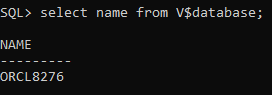 SQL> select name from V$database;
NAME
---------
ORCL8276